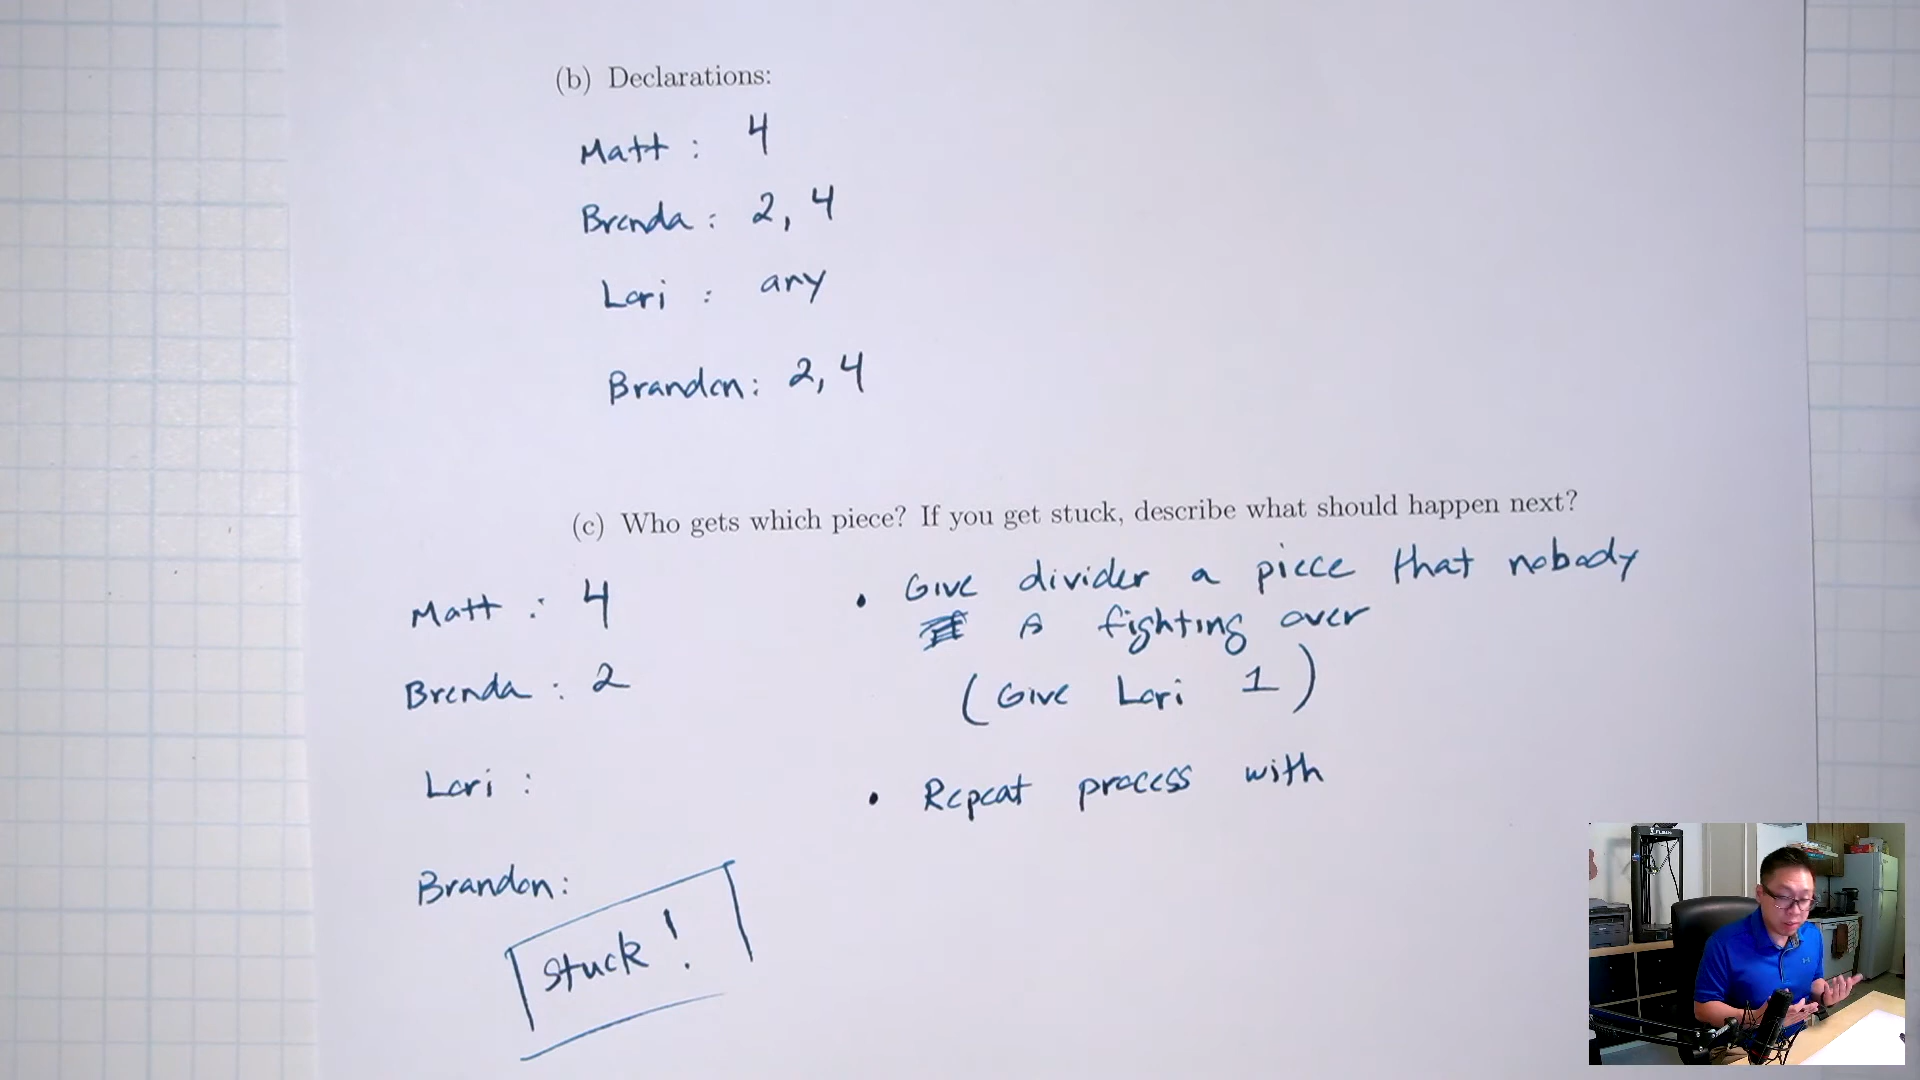 (b) Declarations:
Matt : 4
Brenda : 2, 4
Lori : any
Brandon: 2, 4
(c) Who gets which piece? If you get stuck, describe what should happen next?
Matt : 4
Brenda : 2
Lori :
Brandon:
Stuck!
• Give divider a piece that nobody
is fighting over
(Give Lori 1)
• Repeat process with